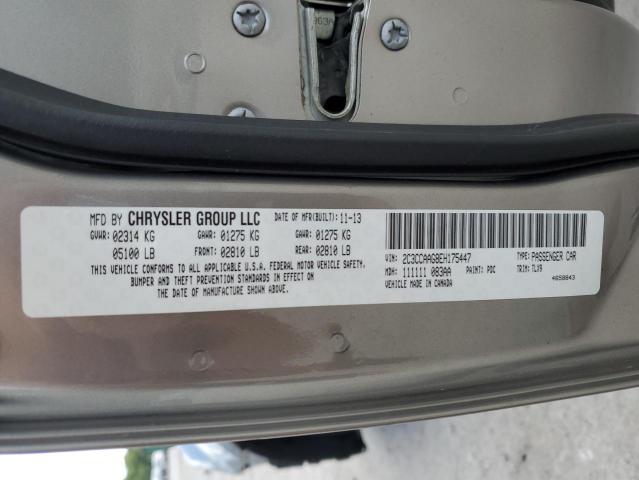 963A
MFD BY CHRYSLER GROUP LLC DATE OF MFR(BUILT): 11-13
GVWR: 02314 KG GAWR: 01275 KG GAWR: 01275 KG
05100 LB FRONT: 02810 LB REAR: 02810 LB
THIS VEHICLE CONFORMS TO ALL APPLICABLE U.S.A. FEDERAL MOTOR VEHICLE SAFETY,
BUMPER AND THEFT PREVENTION STANDARDS IN EFFECT ON
THE DATE OF MANUFACTURE SHOWN ABOVE.
VIN: 2C3CCAAG8EH175447 TYPE: PASSENGER CAR
MDH: 111111 083AA PAINT: PDC TRIM: TLX9
VEHICLE MADE IN CANADA 4658843